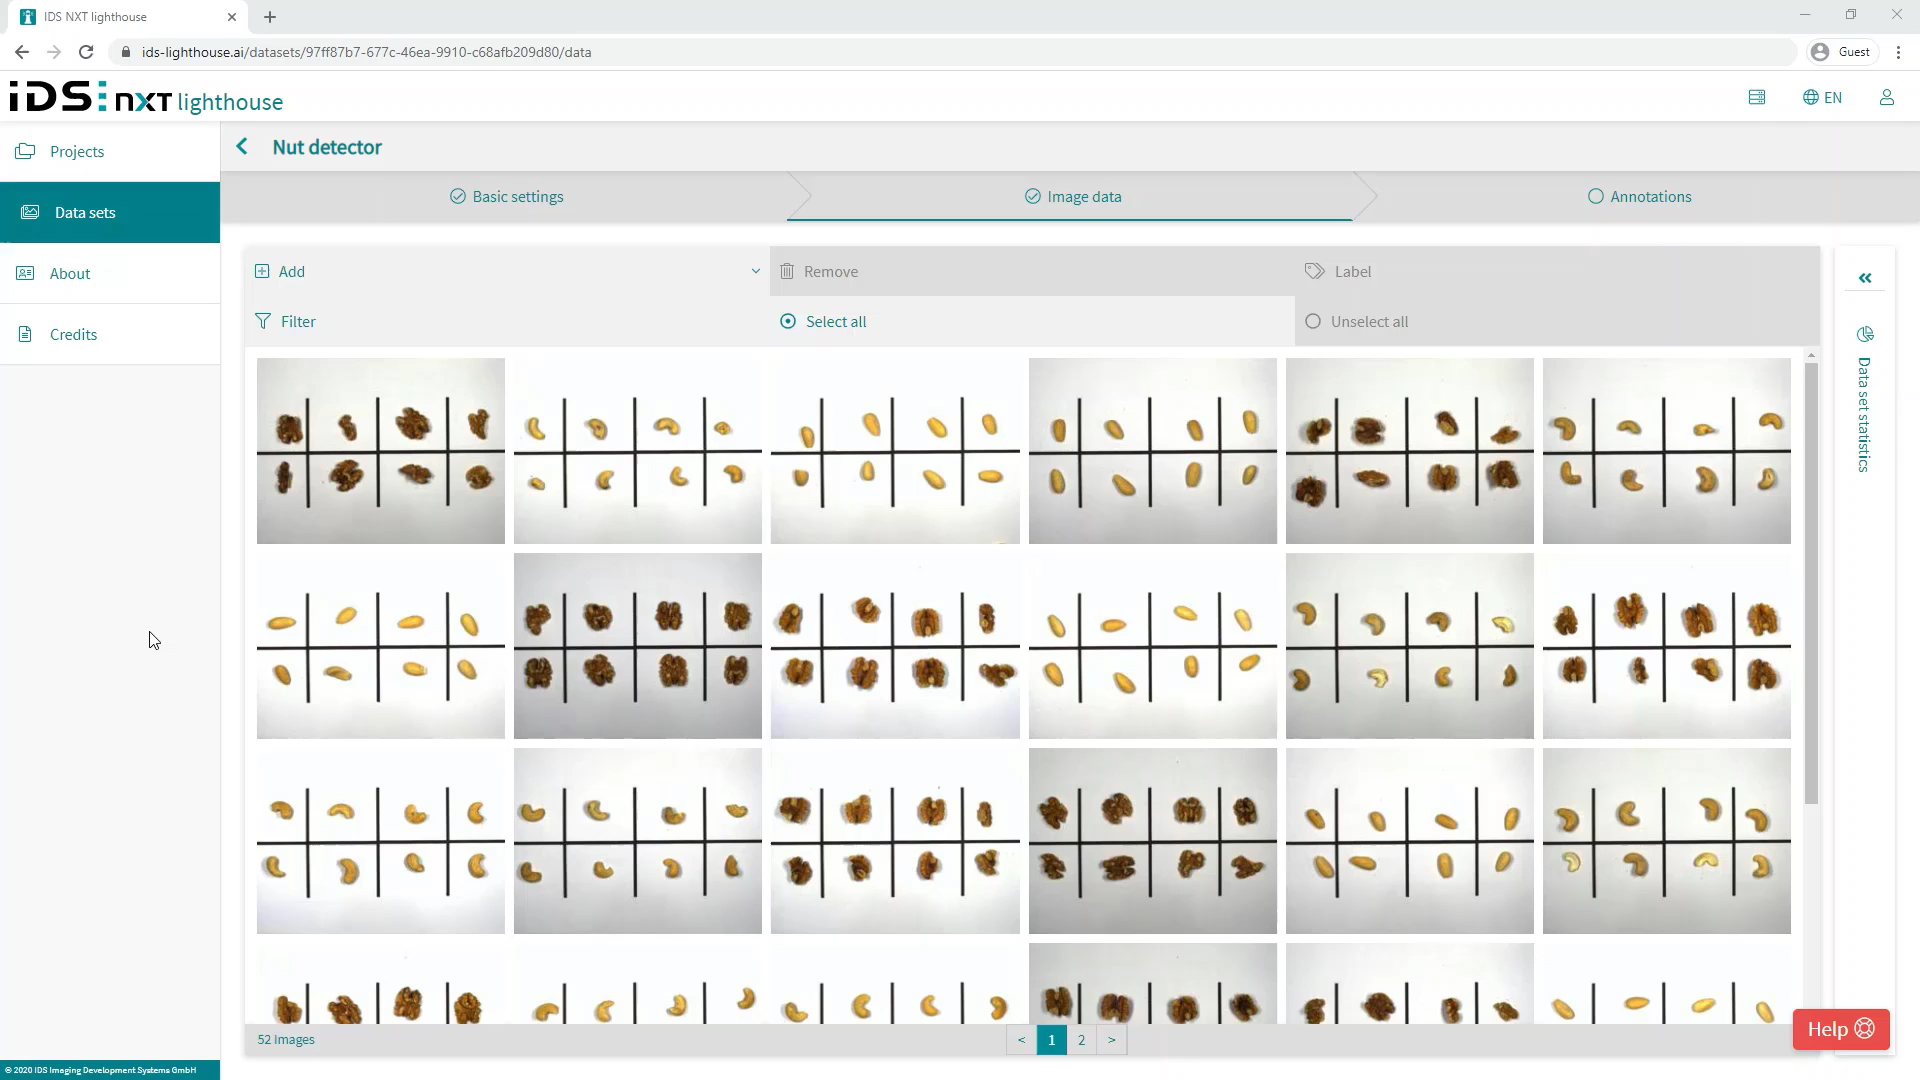 IDS NXT lighthouse
ids-lighthouse.ai/datasets/97ff87b7-677c-46ea-9910-c68afb209d80/data
Guest
iDS nxt lighthouse
EN
Projects
Nut detector
Basic settings
Image data
Annotations
Data sets
Add
Remove
Label
About
Filter
Select all
Unselect all
Credits
Data set statistics
52 Images
< 1 2 >
Help
© 2020 IDS Imaging Development Systems GmbH